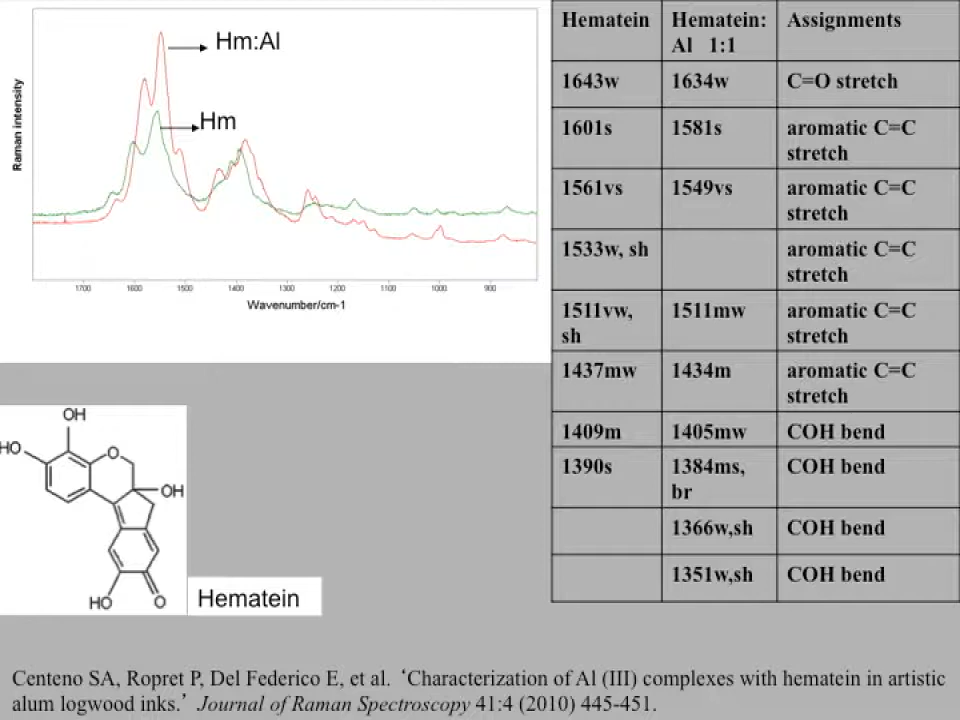 Hm:Al
Hm
Raman intensity
1700 1600 1500 1400 1300 1200 1100 1000 900
Wavenumber/cm-1
Hematein Hematein: Assignments
Al 1:1
1643w 1634w C=O stretch
1601s 1581s aromatic C=C
stretch
1561vs 1549vs aromatic C=C
stretch
1533w, sh aromatic C=C
stretch
1511vw, 1511mw aromatic C=C
sh stretch
1437mw 1434m aromatic C=C
stretch
1409m 1405mw COH bend
1390s 1384ms, COH bend
br
1366w,sh COH bend
1351w,sh COH bend
OH
HO
O
OH
HO
O
Hematein
Centeno SA, Ropret P, Del Federico E, et al. ‘Characterization of Al (III) complexes with hematein in artistic
alum logwood inks.’ Journal of Raman Spectroscopy 41:4 (2010) 445-451.